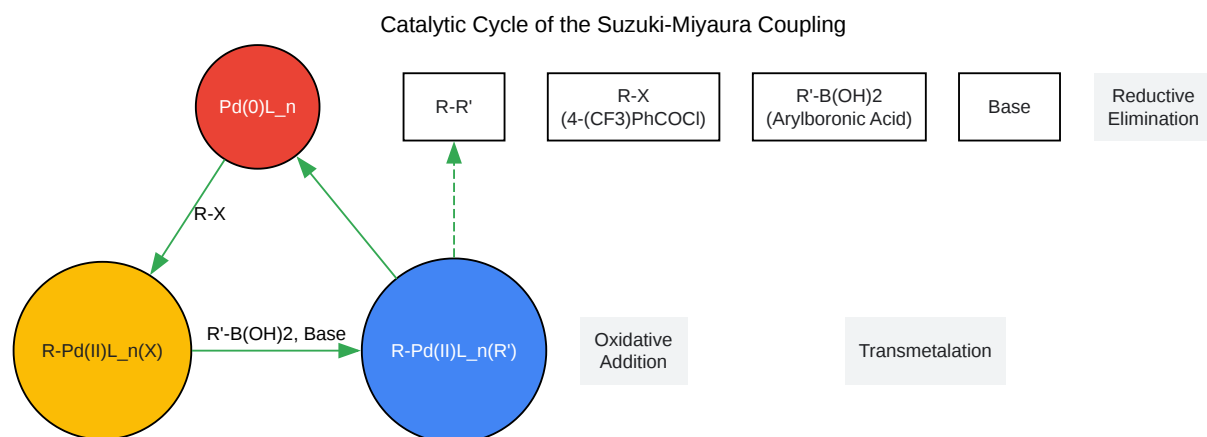 Catalytic Cycle of the Suzuki-Miyaura Coupling
Pd(0)L_n
R-R'
R-X
(4-(CF3)PhCOCl)
R'-B(OH)2
(Arylboronic Acid)
Base
Reductive
Elimination
R-X
R-Pd(II)L_n(X)
R'-B(OH)2, Base
R-Pd(II)L_n(R')
Oxidative
Addition
Transmetalation